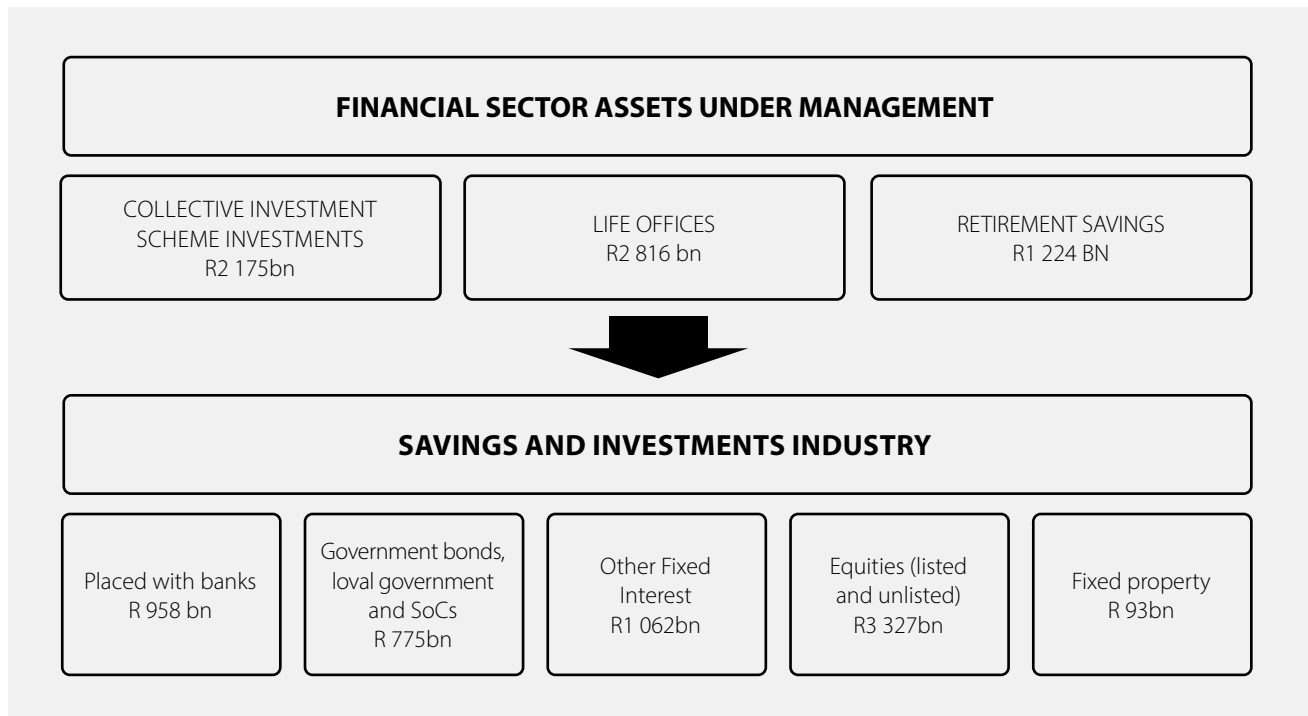 FINANCIAL SECTOR ASSETS UNDER MANAGEMENT
COLLECTIVE INVESTMENT
SCHEME INVESTMENTS
R2 175bn
LIFE OFFICES
R2 816 bn
RETIREMENT SAVINGS
R1 224 BN
SAVINGS AND INVESTMENTS INDUSTRY
Placed with banks
R 958 bn
Government bonds,
loval government
and SoCs
R 775bn
Other Fixed
Interest
R1 062bn
Equities (listed
and unlisted)
R3 327bn
Fixed property
R 93bn